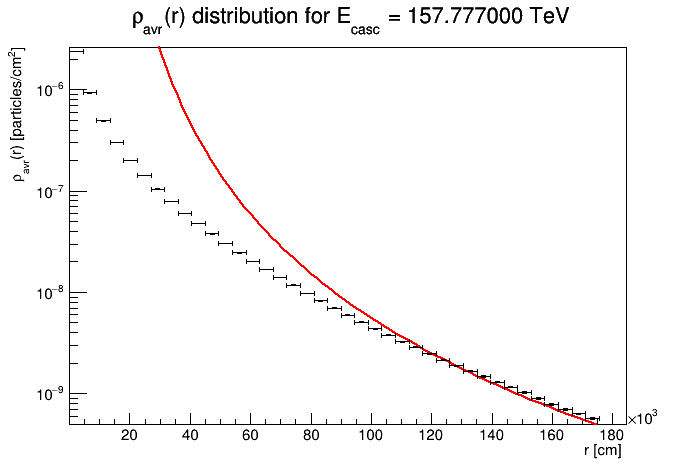 ρavr(r) distribution for Ecasc = 157.777000 TeV
ρavr(r) [particles/cm2]
10−6
10−7
10−8
10−9
20 40 60 80 100 120 140 160 180
×103
r [cm]